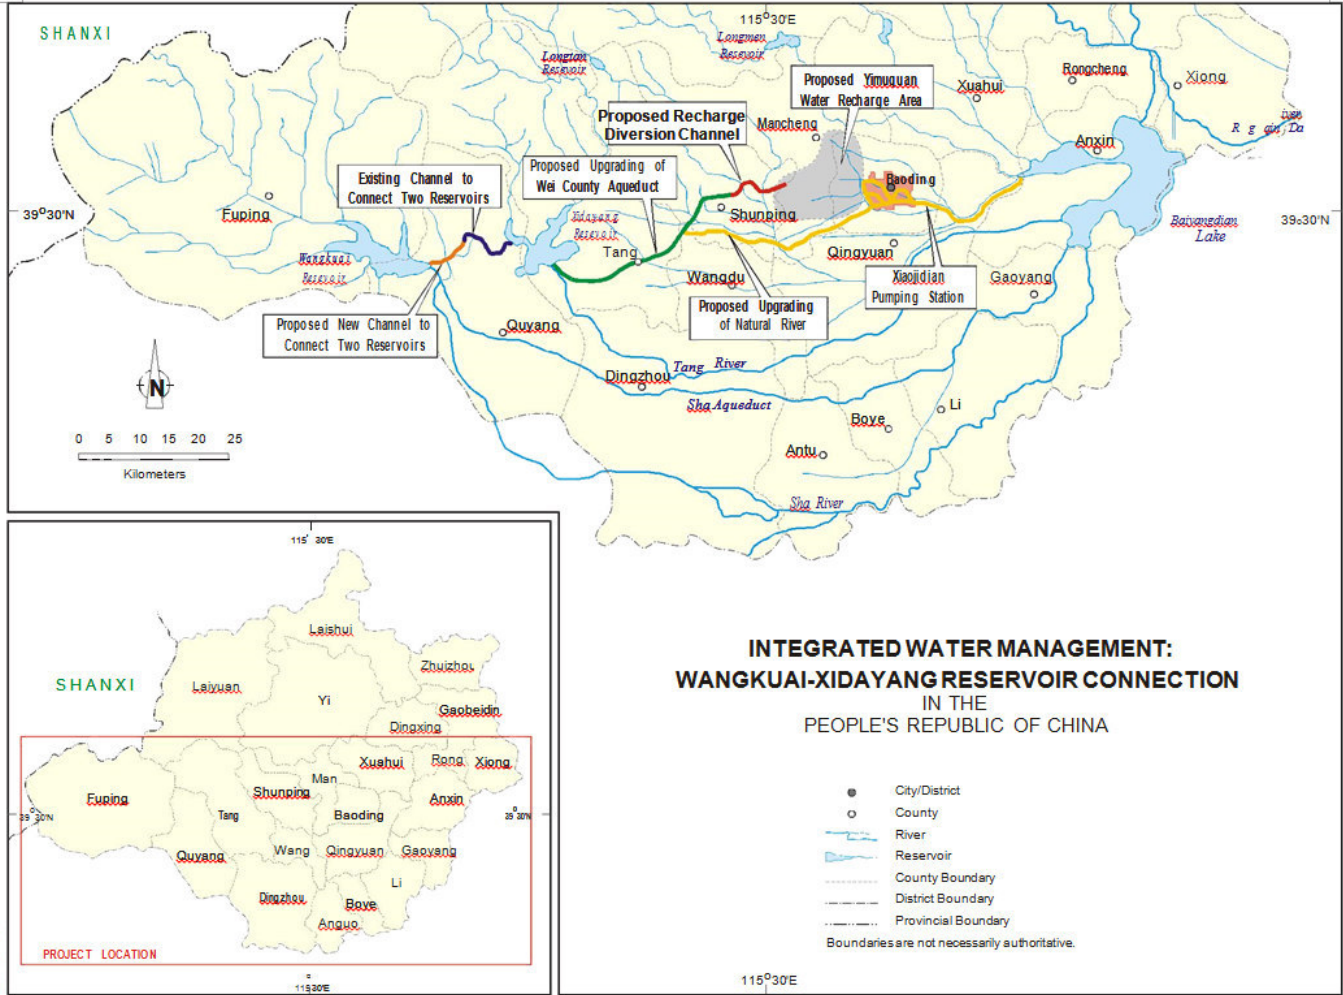 SHANXI
115°30'E
Longtan
Resevoir
Longmen
Resevoir
Proposed Yimuquan
Water Recharge Area
Xuahui
Rongcheng
Xiong
Proposed Recharge
Diversion Channel
Mancheng
Anxin
Existing Channel to
Connect Two Reservoirs
Proposed Upgrading of
Wei County Aqueduct
Baoding
39°30'N
Fuping
Shunping
39°30'N
Xidayang
Resevoir
Baiyangdian
Lake
Wangkuai
Resevoir
Tang
Qingyuan
Wangdu
Xiaojidian
Pumping Station
Gaoyang
Proposed Upgrading
of Natural River
Proposed New Channel to
Connect Two Reservoirs
Quyang
Tang River
Dingzhou
Sha Aqueduct
Li
Boye
Antu
N
0 5 10 15 20 25
Kilometers
Sha River
115° 30'E
Laishui
Zhuizhou
SHANXI
Laiyuan
Yi
Gaobeidin
Dingxing
Xuahui
Rong
Xiong
Man
Shunping
Fuping
Anxin
39°30'N
Tang
Baoding
39°30'N
Quyang
Wang
Qingyuan
Gaoyang
Li
Dingzhou
Boye
Anguo
PROJECT LOCATION
115°30'E
INTEGRATED WATER MANAGEMENT:
WANGKUAI-XIDAYANG RESERVOIR CONNECTION
IN THE
PEOPLE'S REPUBLIC OF CHINA
City/District
County
River
Reservoir
County Boundary
District Boundary
Provincial Boundary
Boundaries are not necessarily authoritative.
115°30'E